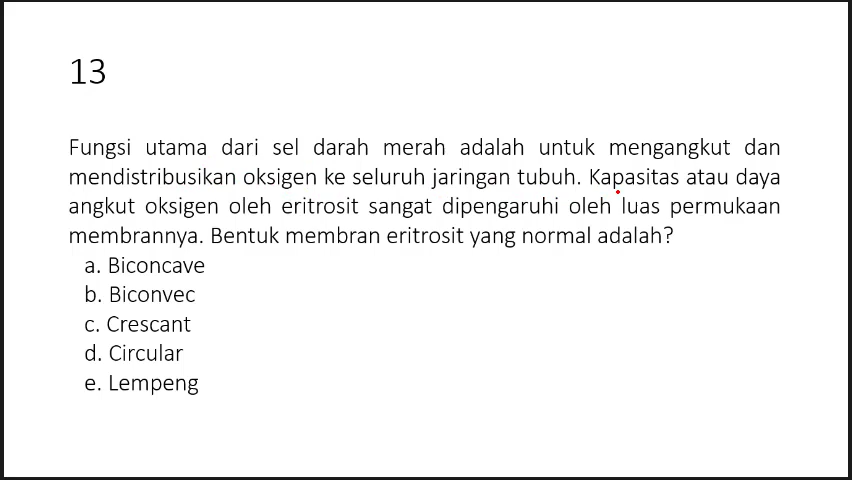 13
Fungsi utama dari sel darah merah adalah untuk mengangkut dan
mendistribusikan oksigen ke seluruh jaringan tubuh. Kapasitas atau daya
angkut oksigen oleh eritrosit sangat dipengaruhi oleh luas permukaan
membrannya. Bentuk membran eritrosit yang normal adalah?
a. Biconcave
b. Biconvec
c. Crescant
d. Circular
e. Lempeng